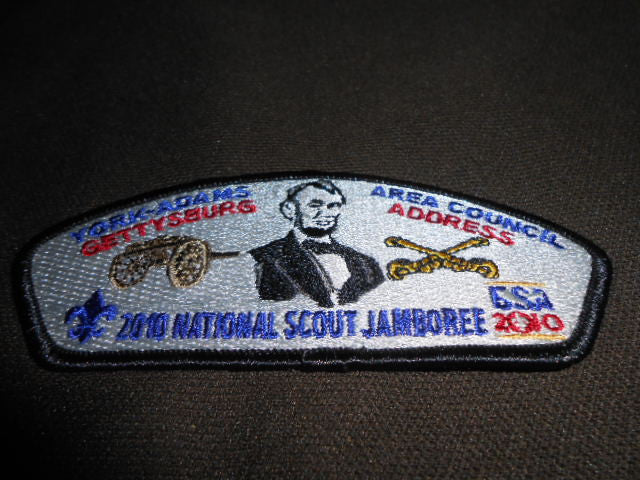 YORK-ADAMS AREA COUNCIL
GETTYSBURG ADDRESS
2010 NATIONAL SCOUT JAMBOREE
BSA
2010